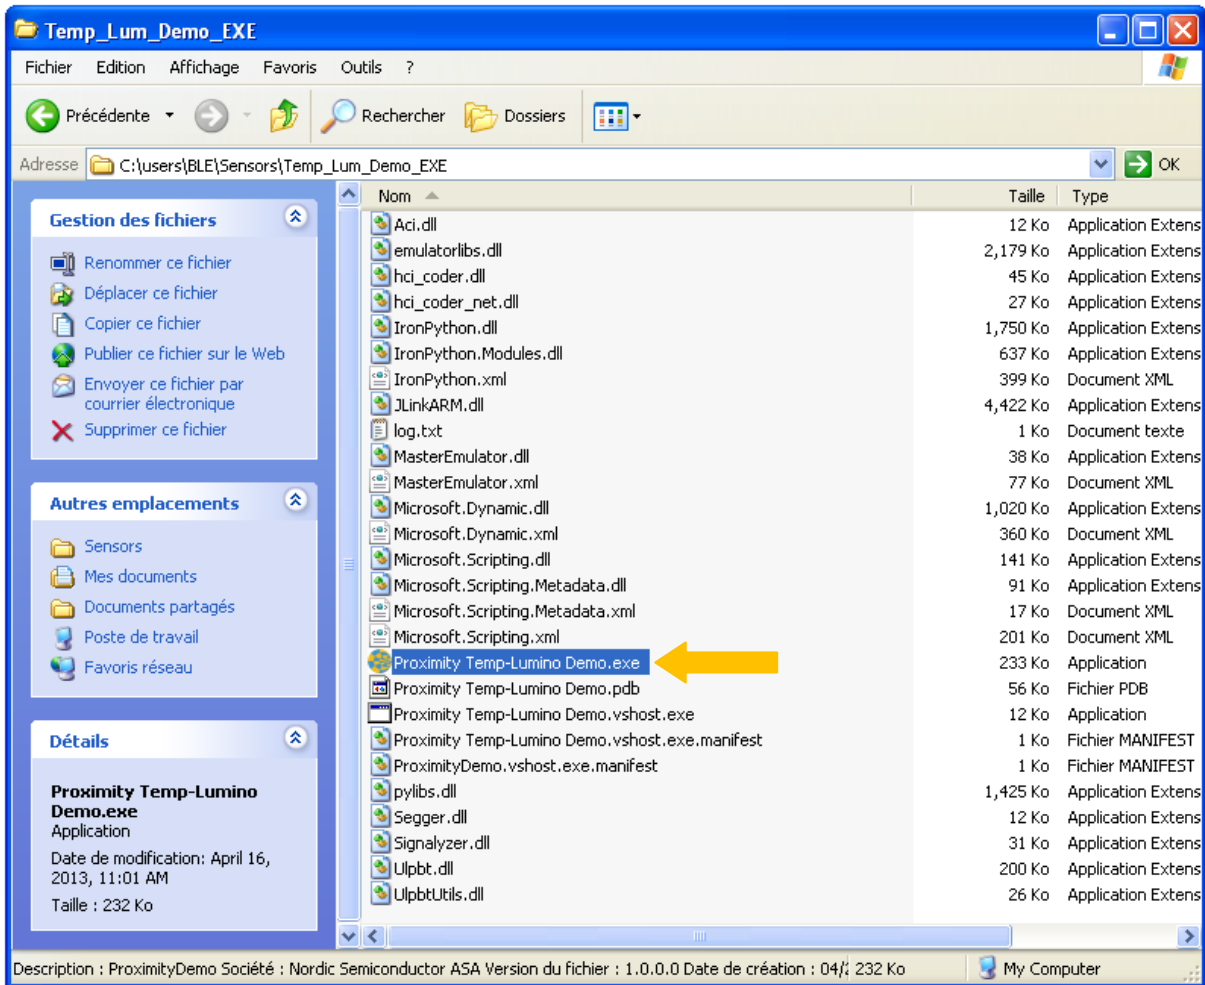 Temp_Lum_Demo_EXE
Fichier Edition Affichage Favoris Outils ?
Précédente Rechercher Dossiers
Adresse C:\users\BLE\Sensors\Temp_Lum_Demo_EXE OK
Gestion des fichiers
Renommer ce fichier
Déplacer ce fichier
Copier ce fichier
Publier ce fichier sur le Web
Envoyer ce fichier par
courrier électronique
Supprimer ce fichier
Autres emplacements
Sensors
Mes documents
Documents partagés
Poste de travail
Favoris réseau
Détails
Proximity Temp-Lumino
Demo.exe
Application
Date de modification: April 16,
2013, 11:01 AM
Taille : 232 Ko
Nom Taille Type
Aci.dll 12 Ko Application Extens
emulatorlibs.dll 2,179 Ko Application Extens
hci_coder.dll 45 Ko Application Extens
hci_coder_net.dll 27 Ko Application Extens
IronPython.dll 1,750 Ko Application Extens
IronPython.Modules.dll 637 Ko Application Extens
IronPython.xml 399 Ko Document XML
JLinkARM.dll 4,422 Ko Application Extens
log.txt 1 Ko Document texte
MasterEmulator.dll 38 Ko Application Extens
MasterEmulator.xml 77 Ko Document XML
Microsoft.Dynamic.dll 1,020 Ko Application Extens
Microsoft.Dynamic.xml 360 Ko Document XML
Microsoft.Scripting.dll 141 Ko Application Extens
Microsoft.Scripting.Metadata.dll 91 Ko Application Extens
Microsoft.Scripting.Metadata.xml 17 Ko Document XML
Microsoft.Scripting.xml 201 Ko Document XML
Proximity Temp-Lumino Demo.exe 233 Ko Application
Proximity Temp-Lumino Demo.pdb 56 Ko Fichier PDB
Proximity Temp-Lumino Demo.vshost.exe 12 Ko Application
Proximity Temp-Lumino Demo.vshost.exe.manifest 1 Ko Fichier MANIFEST
ProximityDemo.vshost.exe.manifest 1 Ko Fichier MANIFEST
pylibs.dll 1,425 Ko Application Extens
Segger.dll 12 Ko Application Extens
Signalyzer.dll 31 Ko Application Extens
Ulpbt.dll 200 Ko Application Extens
UlpbtUtils.dll 26 Ko Application Extens
Description : ProximityDemo Société : Nordic Semiconductor ASA Version du fichier : 1.0.0.0 Date de création : 04/ 232 Ko My Computer